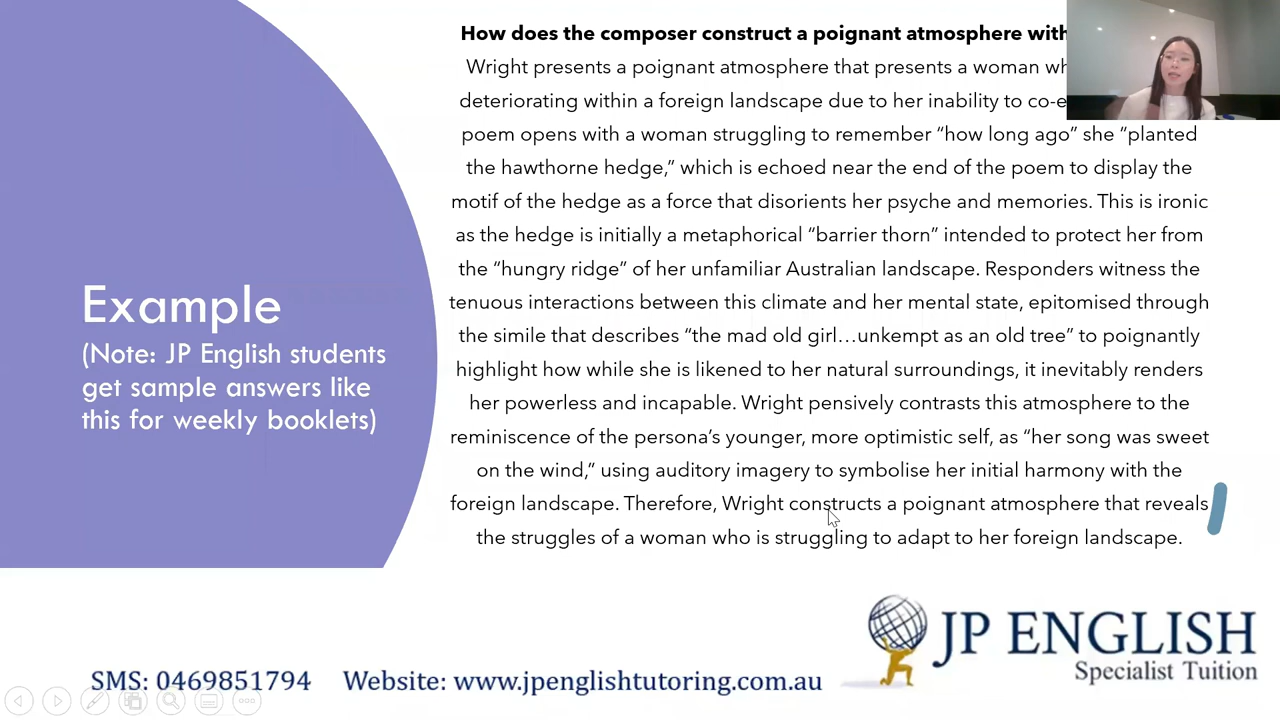 How does the composer construct a poignant atmosphere with
Wright presents a poignant atmosphere that presents a woman
deteriorating within a foreign landscape due to her inability to
poem opens with a woman struggling to remember “how long ago” she “planted
the hawthorne hedge,” which is echoed near the end of the poem to display the
motif of the hedge as a force that disorients her psyche and memories. This is ironic
as the hedge is initially a metaphorical “barrier thorn” intended to protect her from
the “hungry ridge” of her unfamiliar Australian landscape. Responders witness the
tenuous interactions between this climate and her mental state, epitomised through
the simile that describes “the mad old girl…unkempt as an old tree” to poignantly
highlight how while she is likened to her natural surroundings, it inevitably renders
her powerless and incapable. Wright pensively contrasts this atmosphere to the
reminiscence of the persona’s younger, more optimistic self, as “her song was sweet
on the wind,” using auditory imagery to symbolise her initial harmony with the
foreign landscape. Therefore, Wright constructs a poignant atmosphere that reveals
the struggles of a woman who is struggling to adapt to her foreign landscape.
Example
(Note: JP English students
get sample answers like
this for weekly booklets)
JP ENGLISH
Specialist Tuition
SMS: 0469851794 Website: www.jpenglishtutoring.com.au